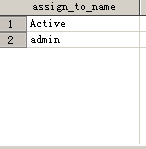 assign_to_name
1 Active
2 admin